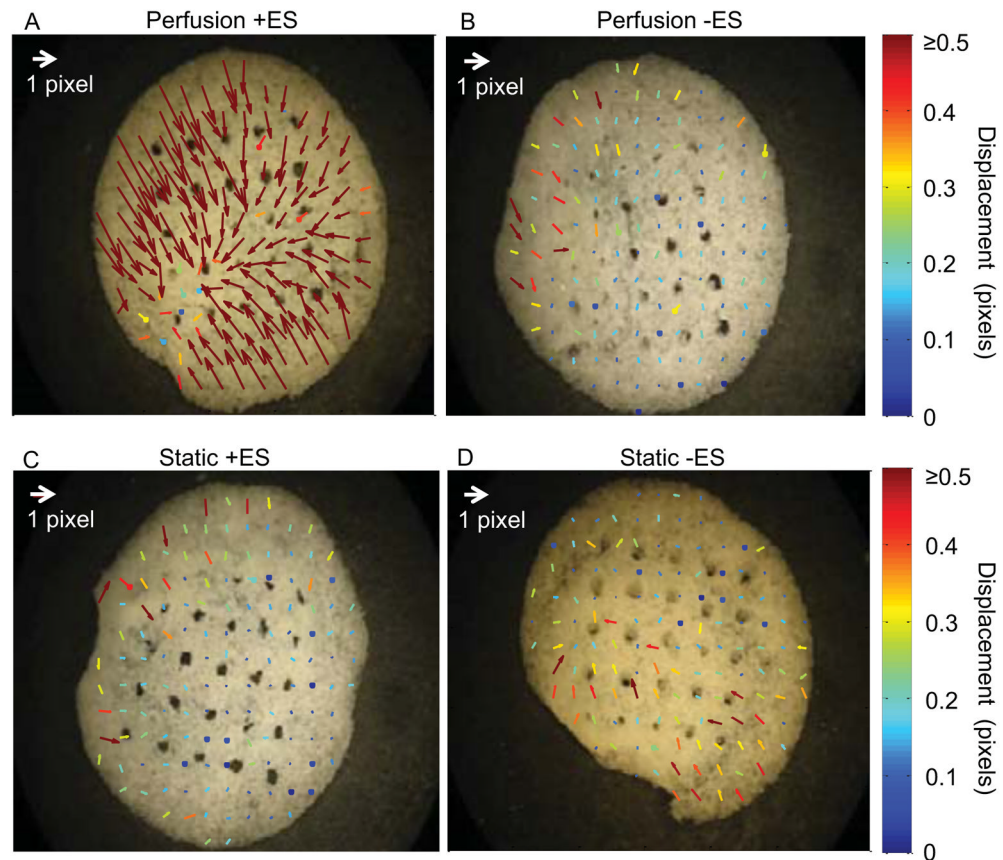 A Perfusion +ES
B Perfusion -ES
1 pixel
1 pixel
≥0.5
0.4
0.3
0.2
0.1
0
Displacement (pixels)
C Static +ES
D Static -ES
1 pixel
1 pixel
≥0.5
0.4
0.3
0.2
0.1
0
Displacement (pixels)